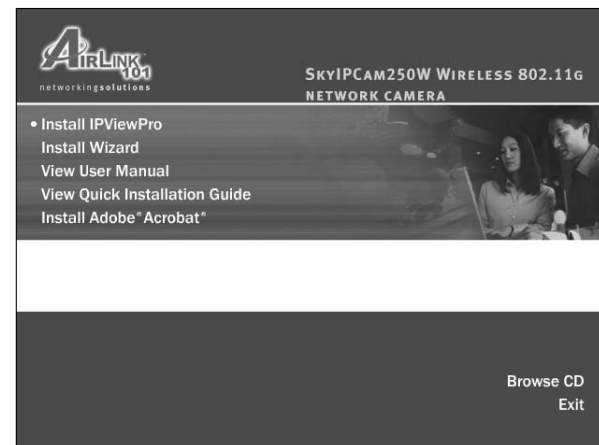 AIRLINK
101
networkingsolutions
SKYIPCAM250W WIRELESS 802.11G
NETWORK CAMERA
• Install IPViewPro
Install Wizard
View User Manual
View Quick Installation Guide
Install Adobe® Acrobat®
Browse CD
Exit